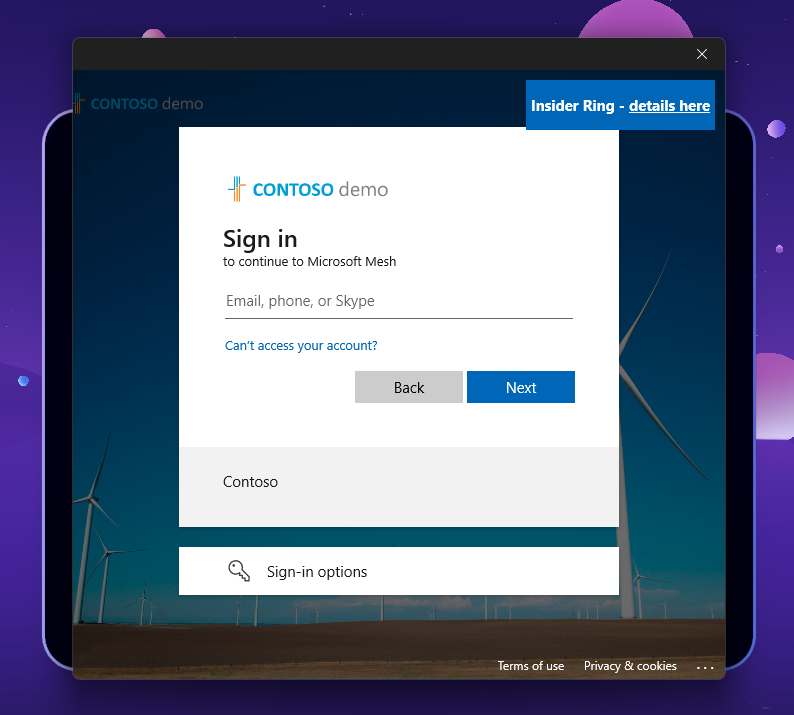 CONTOSO demo
Insider Ring - details here
CONTOSO demo
Sign in
to continue to Microsoft Mesh
Email, phone, or Skype
Can't access your account?
Back
Next
Contoso
Sign-in options
Terms of use
Privacy & cookies
...